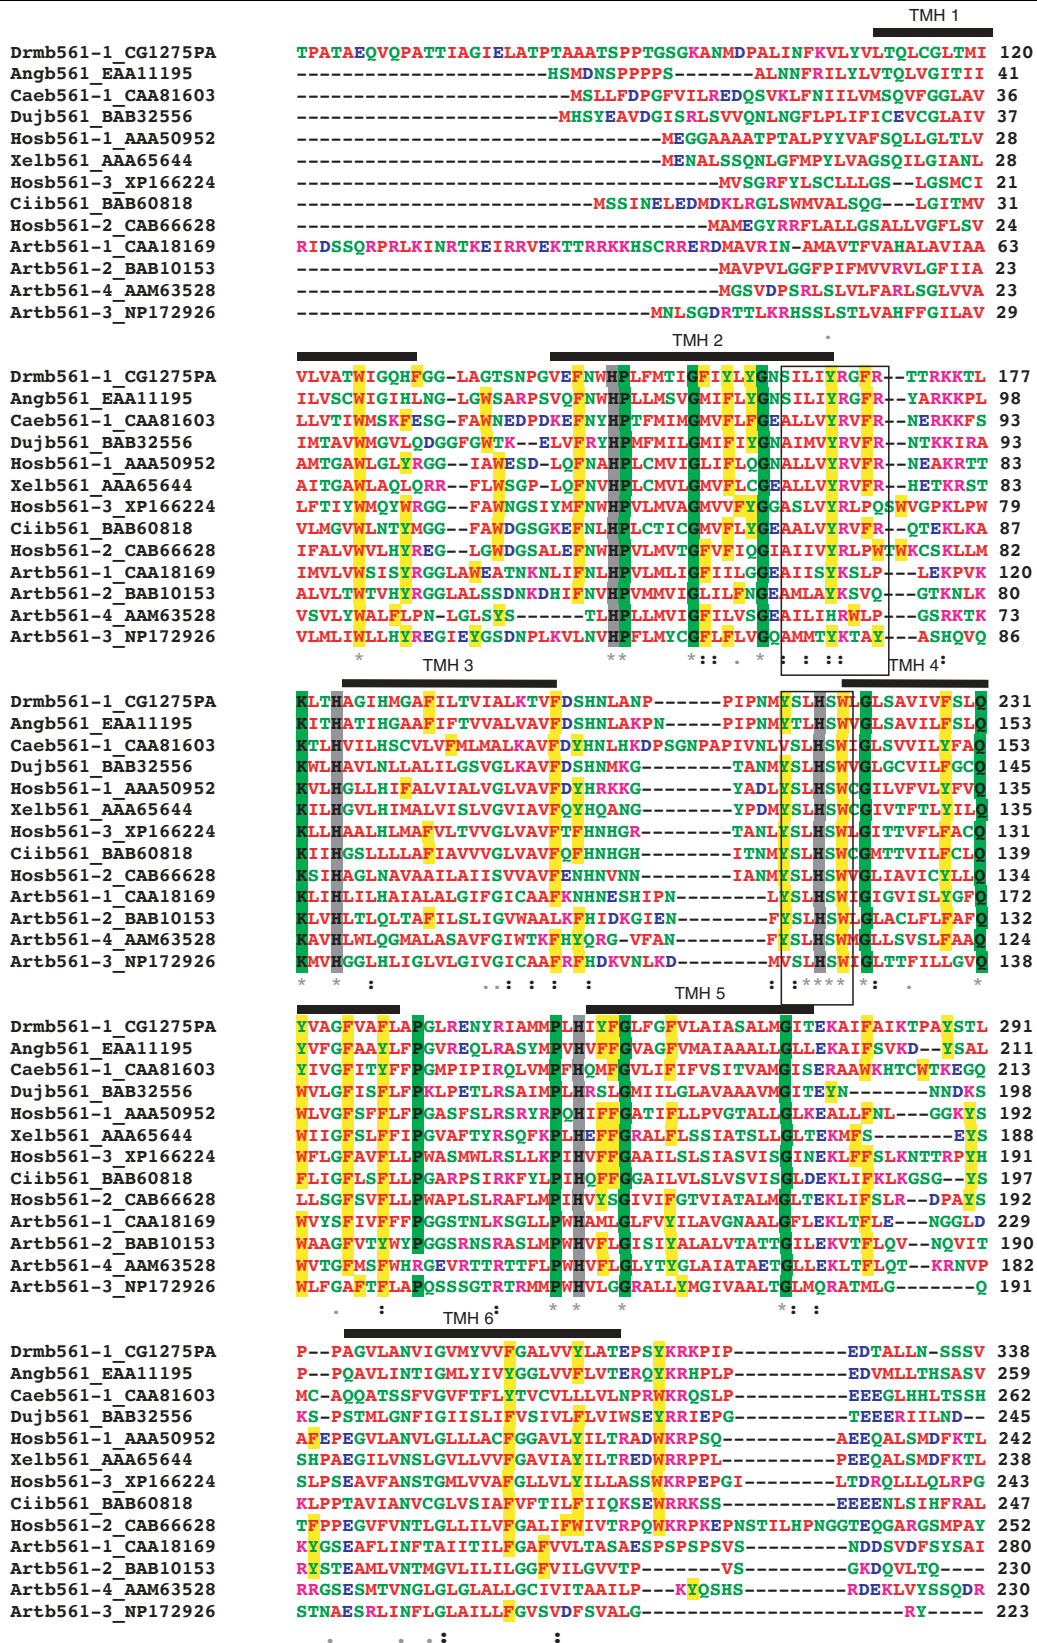 TMH 1
Drmb561-1_CG1275PA TPATAEQVQPATTIAGIELATPTAAATSPPTGSGKANMDPALINFKVLYVLTQLCGLTMI 120
Angb561_EAA11195 ----------------------HSMDNSPPPPS-------ALNNFRILYLVTQLVGITII 41
Caeb561-1_CAA81603 ------------------------MSLLFDPGFVILREDQSVKLFNIILVMSQVFGGLAV 36
Dujb561_BAB32556 -----------------------MHSYEAVDGISRLSVVQNLNGFLPLIFICEVCGLAIV 37
Hosb561-1_AAA50952 --------------------------------MEGGAAAATPTALPYYVAFSQLLGLTLV 28
Xelb561_AAA65644 --------------------------------MENALSSQNLGFMPYLVAGSQILGIANL 28
Hosb561-3_XP166224 -------------------------------------MVSGRFYLSCLLLGS--LGSMCI 21
Ciib561_BAB60818 --------------------------MSSINELEDMDKLRGLSWMVALSQG---LGITMV 31
Hosb561-2_CAB66628 ------------------------------------MAMEGYRRFLALLGSALLVGFLSV 24
Artb561-1_CAA18169 RIDSSQRPRLKINRTKEIRRVEKTTRRKKHSCRRERDMAVRIN-AMAVTFVAHALAVIAA 63
Artb561-2_BAB10153 -------------------------------------MAVPVLGGFPIFMVVRVLGFIIA 23
Artb561-4_AAM63528 -------------------------------------MGSVDPSRLSLVLFARLSGLVVA 23
Artb561-3_NP172926 -------------------------------MNLSGDRTTLKRHSSLSTLVAHFFGILAV 29
TMH 2
Drmb561-1_CG1275PA VLVATWIGQHFGG-LAGTSNPGVEFNWHPLFMTIGFIYLYGNSILIYRGFR--TTRKKTL 177
Angb561_EAA11195 ILVSCWIGIHLNG-LGWSARPSVQFNWHPLLMSVGMIFLYGNSILIYRGFR--YARKKPL 98
Caeb561-1_CAA81603 LLVTIWMSKFESG-FAWNEDPDKEFNYHPTFMIMGMVFLFGEALLVYRVFR--NERKKFS 93
Dujb561_BAB32556 IMTAVWMGVLQDGGFGWTK--ELVFRYHPMFMILGMIFIYGNAIMVYRVFR--NTKKIRA 93
Hosb561-1_AAA50952 AMTGAWLGLYRGG--IAWESD-LQFNAHPLCMVIGLIFLQGNALLVYRVFR--NEAKRTT 83
Xelb561_AAA65644 AITGAWLAQLQRR--FLWSGP-LQFNVHPLCMVLGMVFLCGEALLVYRVFR--HETKRST 83
Hosb561-3_XP166224 LFTIYWMQYWRGG--FAWNGSIYMFNWHPVLMVAGMVVFYGGASLVYRLPQSWVGPKLPW 79
Ciib561_BAB60818 VLMGVWLNTYMGG--FAWDGSGKEFNLHPLCTICGMVFLYGEAALVYRVFR--QTEKLKA 87
Hosb561-2_CAB66628 IFALVWVLHYREG--LGWDGSALEFNWHPVLMVTGFVFIQGIAIIVYRLPWTWKCSKLLM 82
Artb561-1_CAA18169 IMVLVWSISYRGGLAWEATNKNLIFNLHPVLMLIGFIILGGEAIISYKSLP---LEKPVK 120
Artb561-2_BAB10153 ALVLTWTVHYRGGLALSSDNKDHIFNVHPVMMVIGLILFNGEAMLAYKSVQ---GTKNLK 80
Artb561-4_AAM63528 VSVLYWALFLPN-LGLSYS-----TLHPLLMVIGFILVSGEAILIHRWLP---GSRKTK 73
Artb561-3_NP172926 VLMLIWLLHYREGIEYGSDNPLKVLNVHPFLMYCGFLFLVGQAMMTYKTAY---ASHQVQ 86
* ** *:: . * : : :: :
TMH 3 TMH 4
Drmb561-1_CG1275PA KLTHAGIHMGAFILTVIALKTVFDSHNLANP------PIPNMYSLHSWLGLSAVIVFSLQ 231
Angb561_EAA11195 KITHATIHGAAFIFTVVALVAVFDSHNLAKPN-----PIPNMYTLHSWVGLSAVILFSLQ 153
Caeb561-1_CAA81603 KTLHVILHSCVLVFMLMALKAVFDYHNLHKDPSGNPAPIVNLVSLHSWIGLSVVILYFAQ 153
Dujb561_BAB32556 KWLHAVLNLLALILGSVGLKAVFDSHNMKG--------TANMYSLHSWVGLGCVILFGCQ 145
Hosb561-1_AAA50952 KVLHGLLHIFALVIALVGLVAVFDYHRKKG--------YADLYSLHSWCGILVFVLYFVQ 135
Xelb561_AAA65644 KILHGVLHIMALVISLVGIVAVFQYHQANG--------YPDMYSLHSWCGIVTFTLYILQ 135
Hosb561-3_XP166224 KLLHAALHLMAFVLTVVGLVAVFTFHNHGR--------TANLYSLHSWLGITTVFLFACQ 131
Ciib561_BAB60818 KIIHGSLLLLAFIAVVVGLVAVFQFHNHGH--------ITNMYSLHSWCGMTTVILFCLQ 139
Hosb561-2_CAB66628 KSIHAGLNAVAAILAIISVVAVFENHNVNN--------IANMYSLHSWVGLIAVICYLLQ 134
Artb561-1_CAA18169 KLIHLILHAIALALGIFGICAAFKNHNESHIPN--------LYSLHSWIGIGVISLYGFQ 172
Artb561-2_BAB10153 KLVHLTLQLTAFILSLIGVWAALKFHIDKGIEN--------FYSLHSWLGLACLFLFAFQ 132
Artb561-4_AAM63528 KAVHLWLQGMALASAVFGIWTKFHYQRG-VFAN--------FYSLHSWMGLLSVSLFAAQ 124
Artb561-3_NP172926 KMVHGGLHLIGLVLGIVGICAAFRFHDKVNLKD--------MVSLHSWIGLTTFILLGVQ 138
* * : ..: : : : :**** *: . *
TMH 5
Drmb561-1_CG1275PA YVAGFVAFLAPGLRENYRIAMMPLHIYFGLFGFVLAIASALMGITEKAIFAIKTPAYSTL 291
Angb561_EAA11195 YVFGFAAYLFPGVREQLRASYMPVHVFFGVAGFVMAIAAALLGLLEKAIFSVKD--YSAL 211
Caeb561-1_CAA81603 YIVGFITYFFPGMPIPIRQLVMPFHQMFGVLIFIFVSITVAMGISERAAWKHTCWTKEGQ 213
Dujb561_BAB32556 WVLGFISFLFPKLPETLRSAIMPLHRSLGMIILGLAVAAAVMGITEYN------NNDKS 198
Hosb561-1_AAA50952 WLVGFSFFLFPGASFSLRSRYRPQHIFFGATIFLLPVGTALLGLKEALLFNL---GGKYS 192
Xelb561_AAA65644 WIIGFSLFFIPGVAFTYRSQFKPLHEFFGRALFLSSIATSLLGLTEKMFS-------EYS 188
Hosb561-3_XP166224 WFLGFAVFLLPWASMWLRSLLKPIHVFFGAAILSLSIASVISGINEKLFFSLKNTTRPYH 191
Ciib561_BAB60818 FLIGFLSFLLPGARPSIRKFYLPIHQFFGGAILVLSLVSVISGLDEKLIFKLKGSG--YS 197
Hosb561-2_CAB66628 LLSGFSVFLLPWAPLSLRAFLMPIHVYSGIVIFGTVIATALMGLTEKLIFSLR--DPAYS 192
Artb561-1_CAA18169 WVYSFIVFFFPGGSTNLKSGLLPWHAMLGLFVYILAVGNAALGFLEKLTFLE---NGGLD 229
Artb561-2_BAB10153 WAAGFVTYWYPGGSRNSRASLMPWHVFLGISIYALALVTATTGILEKVTFLQV--NQVIT 190
Artb561-4_AAM63528 WVTGFMSFWHRGEVRTTRTTFLPWHVFLGLYTYGLAIATAETGLLEKLTFLQT--KRNVP 182
Artb561-3_NP172926 WLFGAFTFLAPQSSSGTRTRMMPWHVLGGRALLYMGIVAALTGLMQRATMLG-------Q 191
. : : * * * *: :
TMH 6
Drmb561-1_CG1275PA P--PAGVLANVIGVMYVVFGALVVYLATEPSYKRKPIP----------EDTALLN-SSSV 338
Angb561_EAA11195 P--PQAVLINTIGMLYIVYGGLVVFLVTERQYKRHPLP----------EDVMLLTHSASV 259
Caeb561-1_CAA81603 MC-AQQATSSFVGVFTFLYTVCVLLLVLNPRWKRQSLP----------EEEGLHHLTSSH 262
Dujb561_BAB32556 KS-PSTMLGNFIGIISLIFVSIVLFLVIWSEYRRIEPG----------TEEERIILND-- 245
Hosb561-1_AAA50952 AFEPEGVLANVLGLLLACFGGAVLYILTRADWKRPSQ----------AEEQALSMDFKTL 242
Xelb561_AAA65644 SHPAEGILVNSLGVLLVVFGAVIAYILTREDWRRPPL----------PEEQALSMDFKTL 238
Hosb561-3_XP166224 SLPSEAVFANSTGMLVVAFGLLVLYILLASSWKRPEPGI---------LTDRQLLLQLRPG 243
Ciib561_BAB60818 KLPPTAVIANVCGLVSIAFVFTILFIIQKSEWRRKSS-----------EEEENLSIHFRAL 247
Hosb561-2_CAB66628 TFPPEGVFVNTLGLLILVFGALIFWIVTRPQWKRPKEPNSTILHPNGGTEQGARGSMPAY 252
Artb561-1_CAA18169 KYGSEAFLINFTAIITILFGAFVVLTASAESPSPSPSVS---------NDDSVDFSYSAI 280
Artb561-2_BAB10153 RYSTEAMLVNTMGVLILILGGFVILGVVTP-----VS---------GKDQVLTQ---- 230
Artb561-4_AAM63528 RRGSESMTVNGLGLGLALLGCIVITAAILP---KYQSHS---------RDEKLVYSSQDR 230
Artb561-3_NP172926 STNAESRLINFLGLAILLFGVSVDFSVALG-----------------------RY----- 223
. . .: :